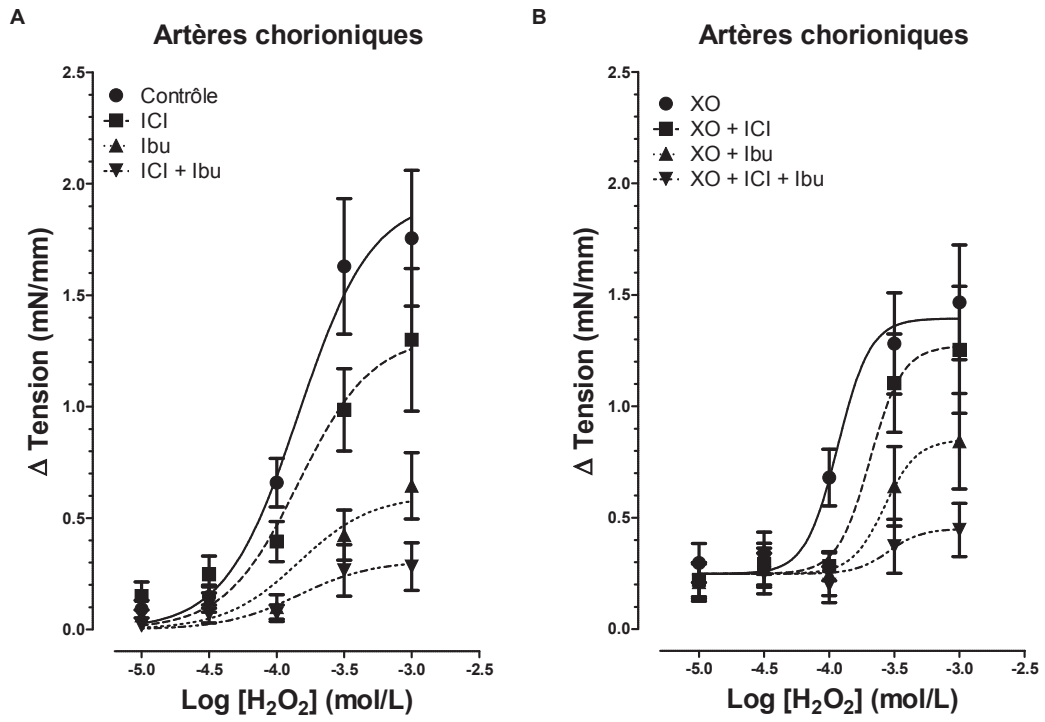 A
Artères chorioniques
2.5
2.0
1.5
1.0
0.5
0.0
Δ Tension (mN/mm)
Contrôle
ICI
Ibu
ICI + Ibu
-5.0 -4.5 -4.0 -3.5 -3.0 -2.5
Log [H₂O₂] (mol/L)
B
Artères chorioniques
2.5
2.0
1.5
1.0
0.5
0.0
Δ Tension (mN/mm)
XO
XO + ICI
XO + Ibu
XO + ICI + Ibu
-5.0 -4.5 -4.0 -3.5 -3.0 -2.5
Log [H₂O₂] (mol/L)